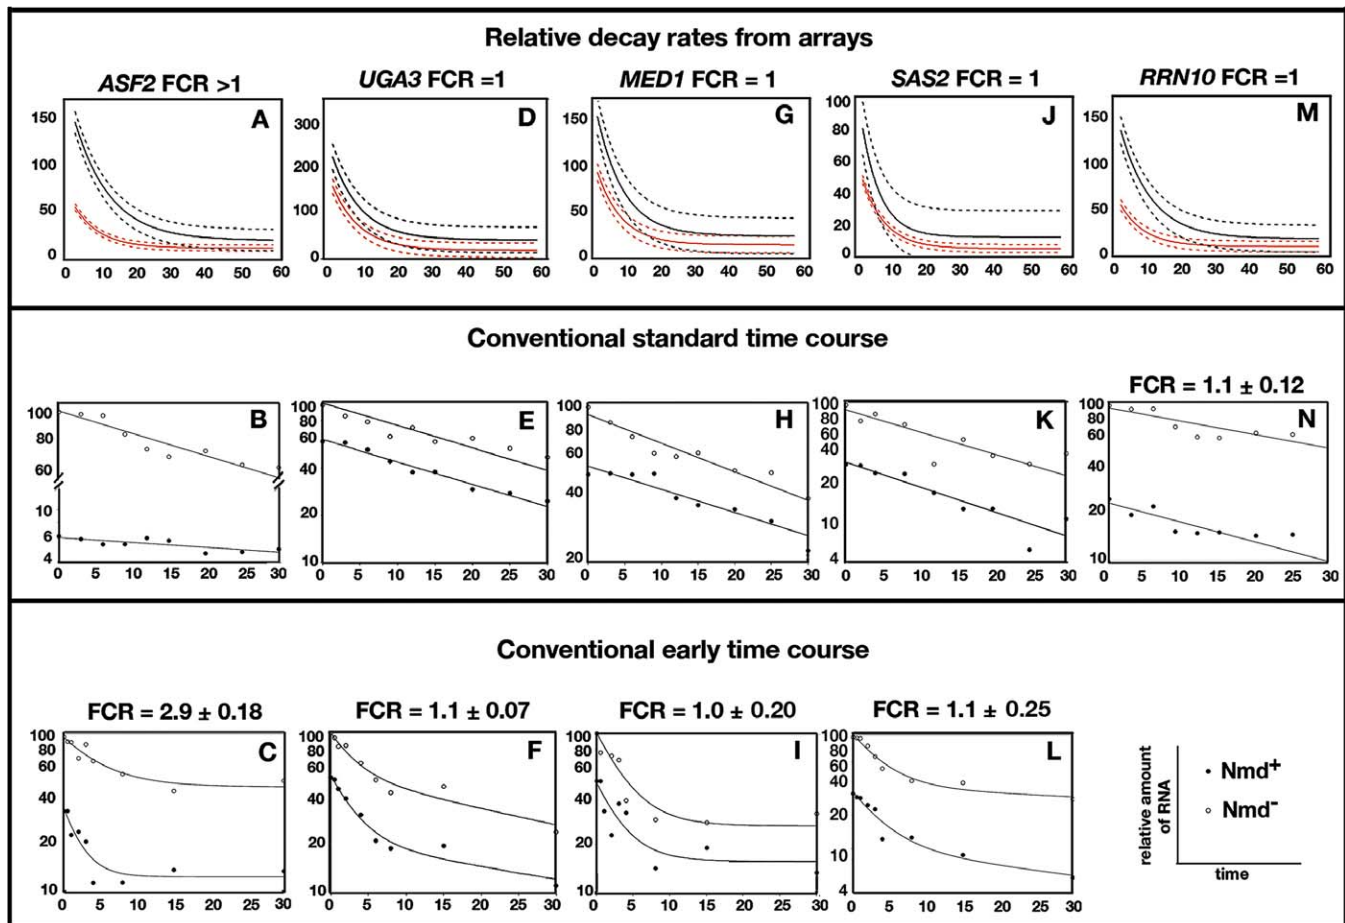 Relative decay rates from arrays
ASF2 FCR >1
UGA3 FCR =1
MED1 FCR = 1
SAS2 FCR = 1
RRN10 FCR =1
A
150
100
50
0
0 10 20 30 40 50 60
D
300
200
100
0
0 10 20 30 40 50 60
G
150
100
50
0
0 10 20 30 40 50 60
J
100
80
60
40
20
0
0 10 20 30 40 50 60
M
150
100
50
0
0 10 20 30 40 50 60
Conventional standard time course
B
100
80
60
10
6
4
0 5 10 15 20 25 30
E
100
80
60
40
20
10
0 5 10 15 20 25 30
H
100
80
60
40
20
0 5 10 15 20 25 30
K
100
80
60
40
20
10
4
0 5 10 15 20 25 30
FCR = 1.1 ± 0.12
N
100
80
60
40
20
10
0 5 10 15 20 25 30
Conventional early time course
FCR = 2.9 ± 0.18
C
100
80
60
40
20
10
0 5 10 15 20 25 30
FCR = 1.1 ± 0.07
F
100
80
60
40
20
10
0 5 10 15 20 25 30
FCR = 1.0 ± 0.20
I
100
80
60
40
20
10
0 5 10 15 20 25 30
FCR = 1.1 ± 0.25
L
100
80
60
40
20
10
4
0 5 10 15 20 25 30
relative amount
of RNA
Nmd+
Nmd-
time